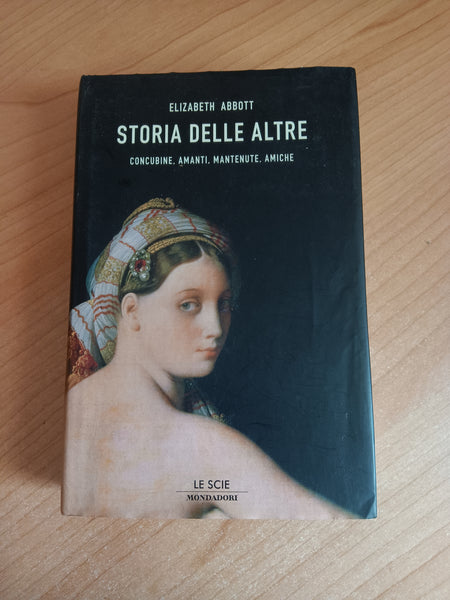 ELIZABETH ABBOTT
STORIA DELLE ALTRE
CONCUBINE, AMANTI, MANTENUTE, AMICHE
LE SCIE
MONDADORI